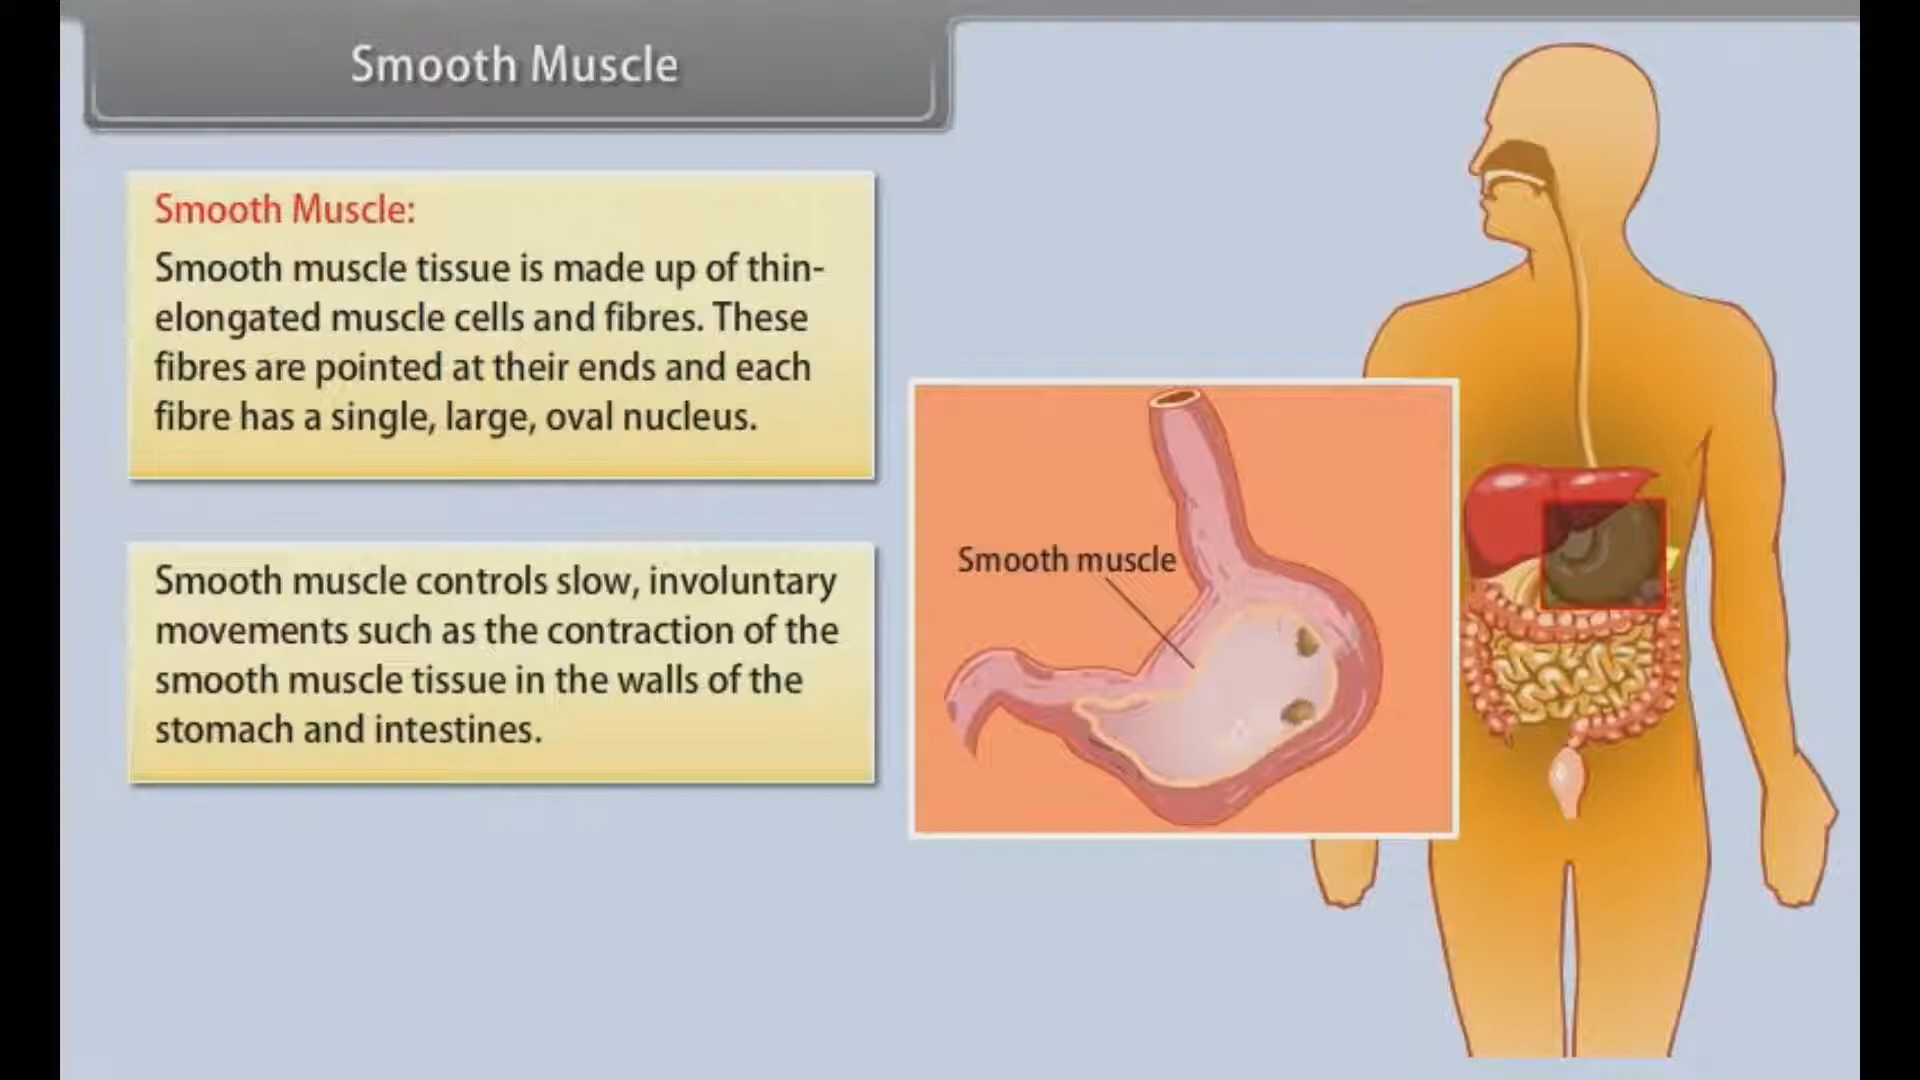 Smooth Muscle
Smooth Muscle:
Smooth muscle tissue is made up of thin-
elongated muscle cells and fibres. These
fibres are pointed at their ends and each
fibre has a single, large, oval nucleus.
Smooth muscle controls slow, involuntary
movements such as the contraction of the
smooth muscle tissue in the walls of the
stomach and intestines.
Smooth muscle